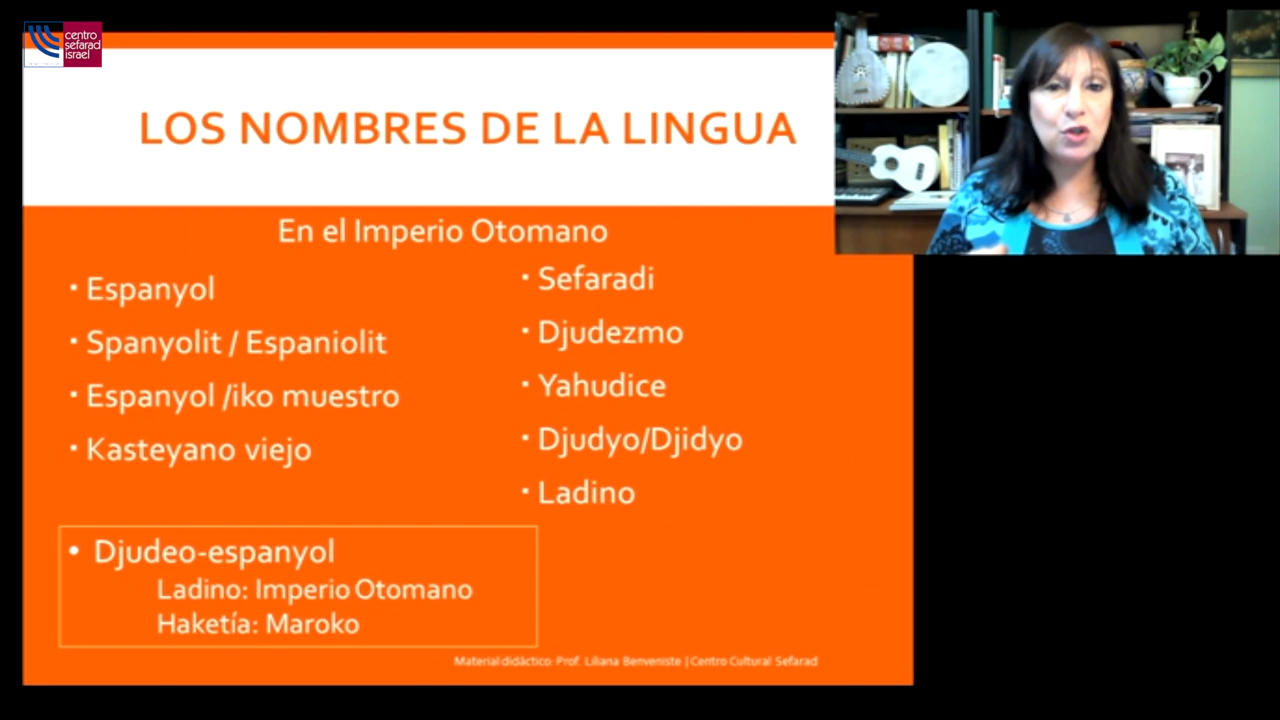 centro
sefarad
israel
LOS NOMBRES DE LA LINGUA
En el Imperio Otomano
▪ Espanyol
▪ Spanyolit / Espaniolit
▪ Espanyol /iko muestro
▪ Kasteyano viejo
▪ Sefaradi
▪ Djudezmo
▪ Yahudice
▪ Djudyo/Djidyo
▪ Ladino
• Djudeo-espanyol
Ladino: Imperio Otomano
Haketía: Maroko
Material didáctico: Prof. Liliana Benveniste |Centro Cultural Sefarad